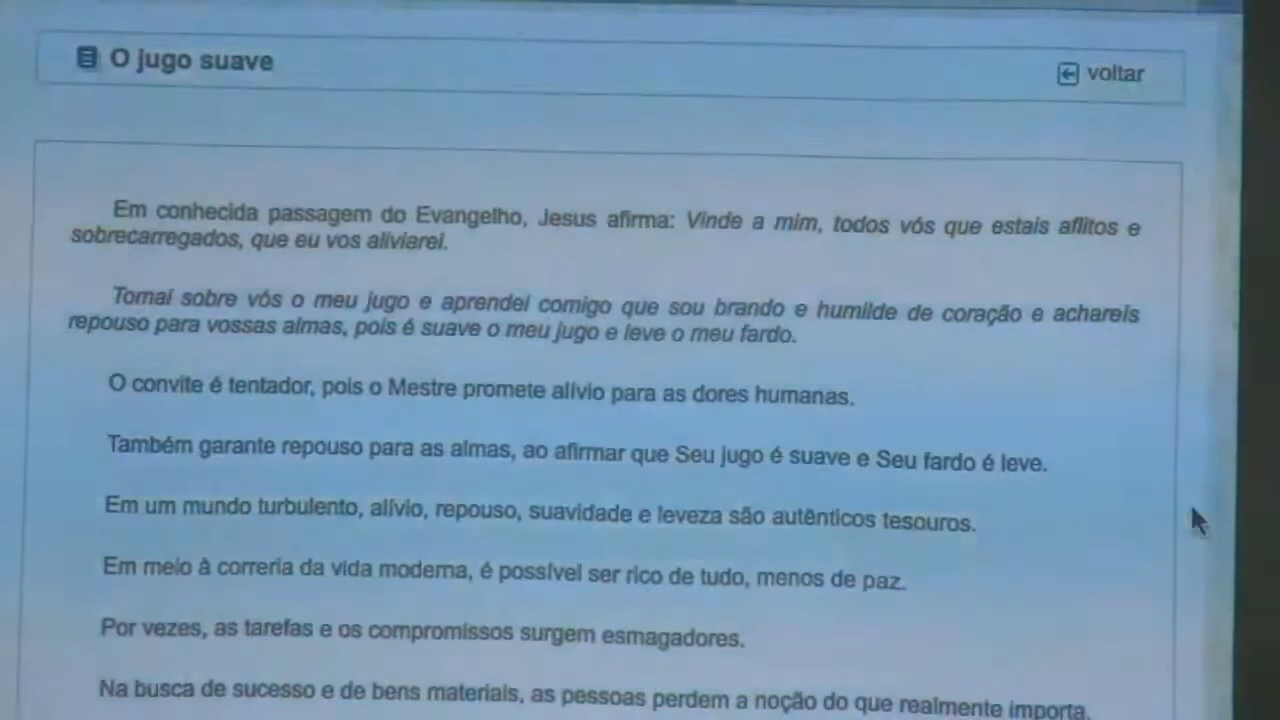 O jugo suave
voltar
Em conhecida passagem do Evangelho, Jesus afirma: Vinde a mim, todos vós que estais aflitos e
sobrecarregados, que eu vos aliviarei.
Tomai sobre vós o meu jugo e aprendei comigo que sou brando e humilde de coração e achareis
repouso para vossas almas, pois é suave o meu jugo e leve o meu fardo.
O convite é tentador, pois o Mestre promete alívio para as dores humanas.
Também garante repouso para as almas, ao afirmar que Seu jugo é suave e Seu fardo é leve.
Em um mundo turbulento, alívio, repouso, suavidade e leveza são autênticos tesouros.
Em meio à correria da vida moderna, é possível ser rico de tudo, menos de paz.
Por vezes, as tarefas e os compromissos surgem esmagadores.
Na busca de sucesso e de bens materiais, as pessoas perdem a noção do que realmente importa.